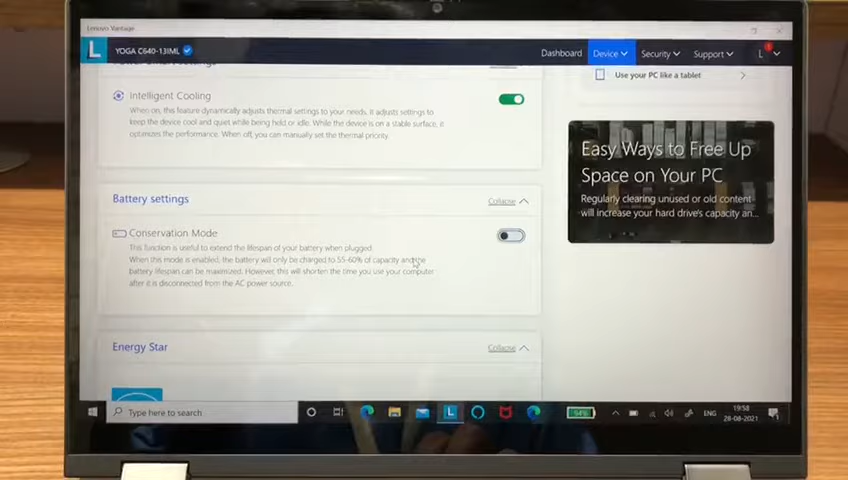 Lenovo Vantage
L YOGA C640-13IML
Dashboard Device Security Support L
Use your PC like a tablet
Intelligent Cooling
When on, this feature dynamically adjusts thermal settings to your needs. It adjusts settings to
keep the device cool and quiet while being held or idle. While the device is on a stable surface, it
optimizes the performance. When off, you can manually set the thermal priority.
Easy Ways to Free Up
Space on Your PC
Regularly clearing unused or old content
will increase your hard drive's capacity an...
Battery settings
Collapse
Conservation Mode
This function is useful to extend the lifespan of your battery when plugged.
When this mode is enabled, the battery will only be charged to 55-60% of capacity and the
battery lifespan can be maximized. However, this will shorten the time you use your computer
after it is disconnected from the AC power source.
Energy Star
Collapse
Type here to search
L
94%
ENG
19:58
28-08-2021